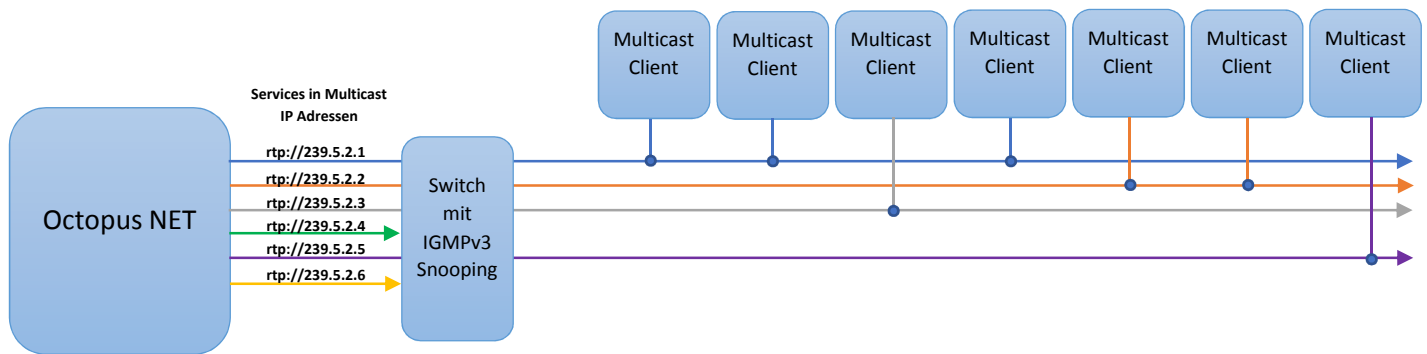 Multicast
Client
Multicast
Client
Multicast
Client
Multicast
Client
Multicast
Client
Multicast
Client
Multicast
Client
Services in Multicast
IP Adressen
Octopus NET
rtp://239.5.2.1
rtp://239.5.2.2
rtp://239.5.2.3
rtp://239.5.2.4
rtp://239.5.2.5
rtp://239.5.2.6
Switch
mit
IGMPv3
Snooping